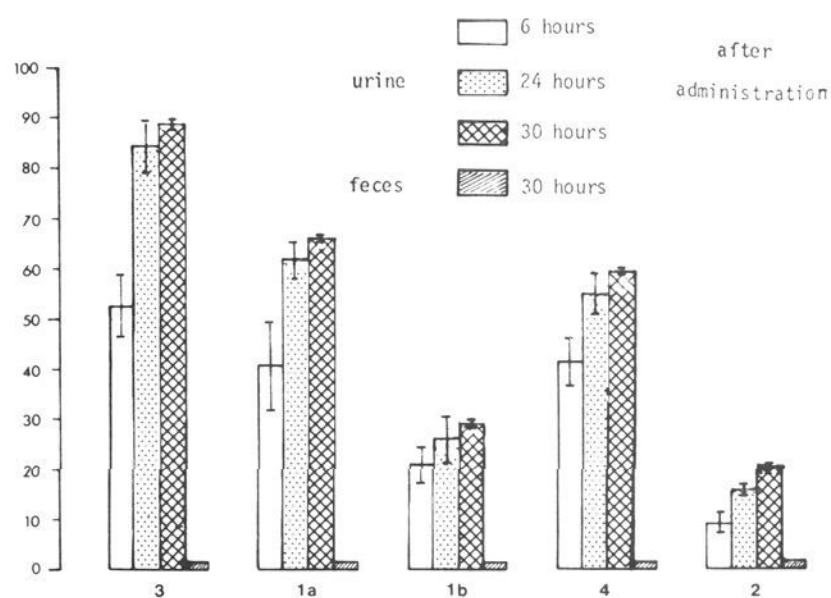 6 hours
after
urine
24 hours
administration
30 hours
feces
30 hours
100
90
80
70
60
50
40
30
20
10
0
3 1a 1b 4 2